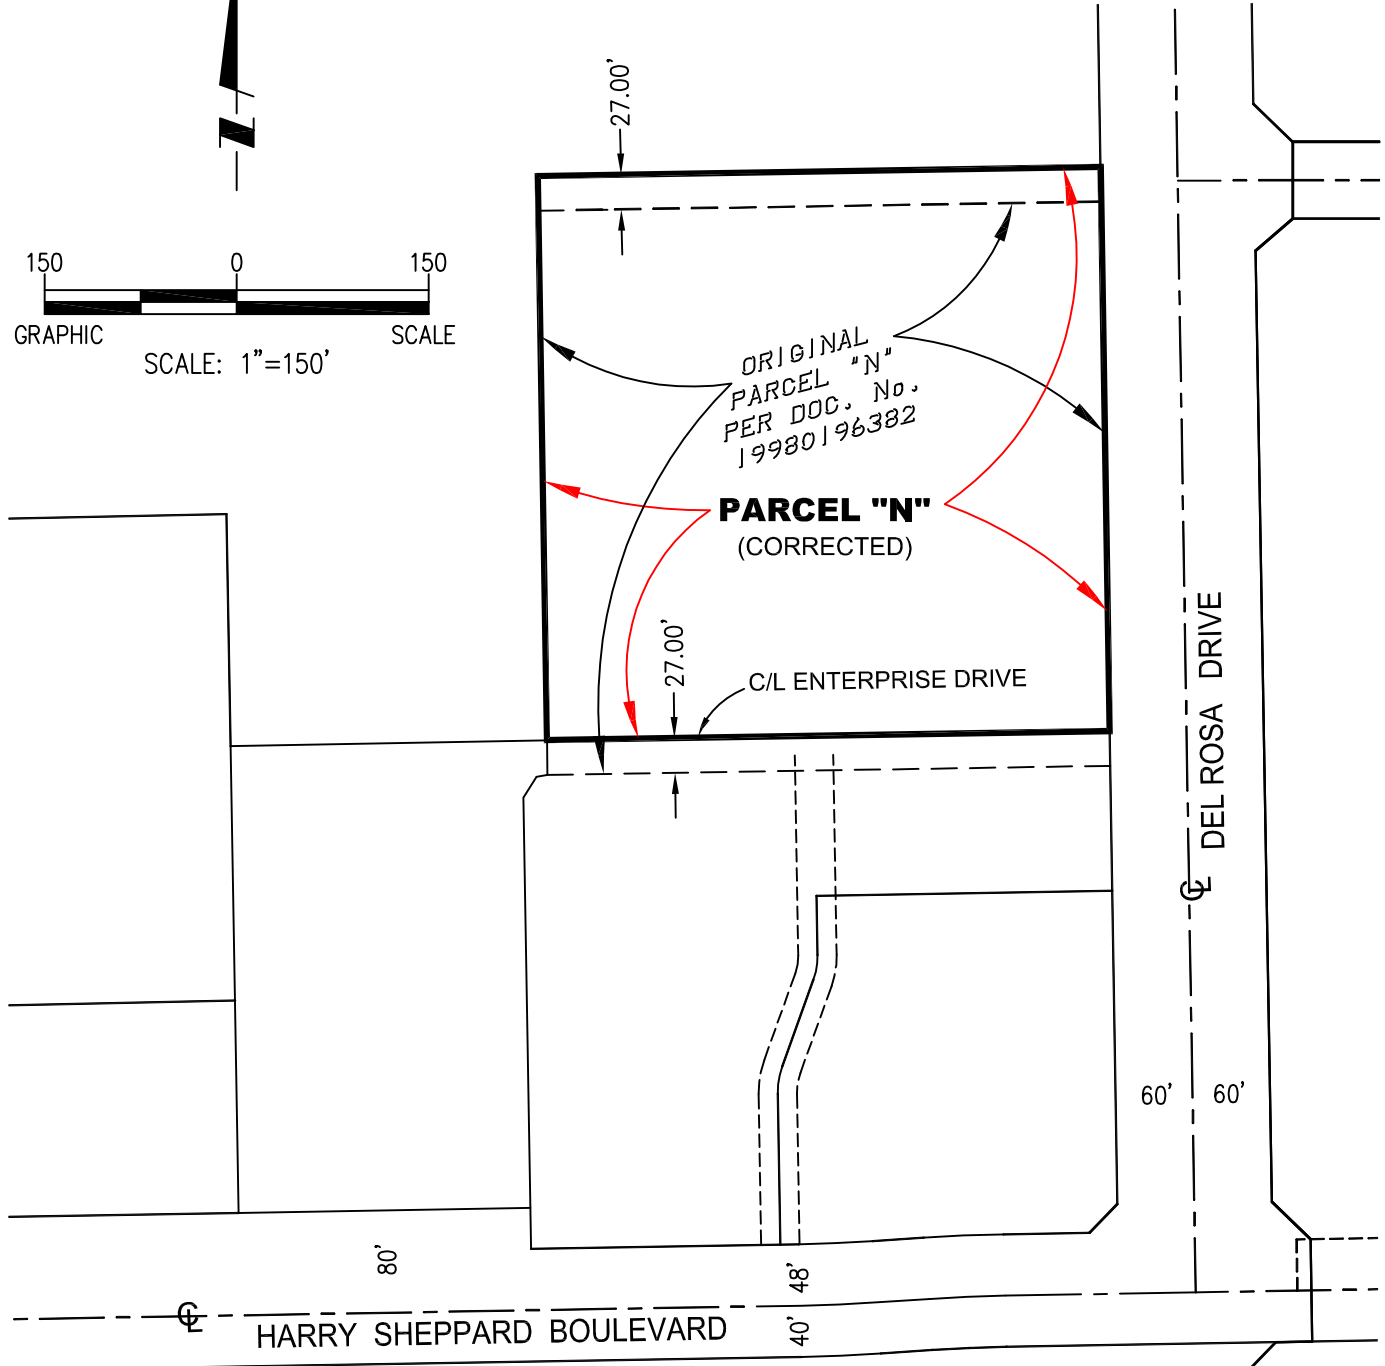 N
27.00'
150 0 150
GRAPHIC SCALE
SCALE: 1"=150'
ORIGINAL
PARCEL "N"
PER DOC. No.
19980196382
PARCEL "N"
(CORRECTED)
27.00'
C/L ENTERPRISE DRIVE
℄ DEL ROSA DRIVE
60' 60'
80'
48'
℄
HARRY SHEPPARD BOULEVARD
40'